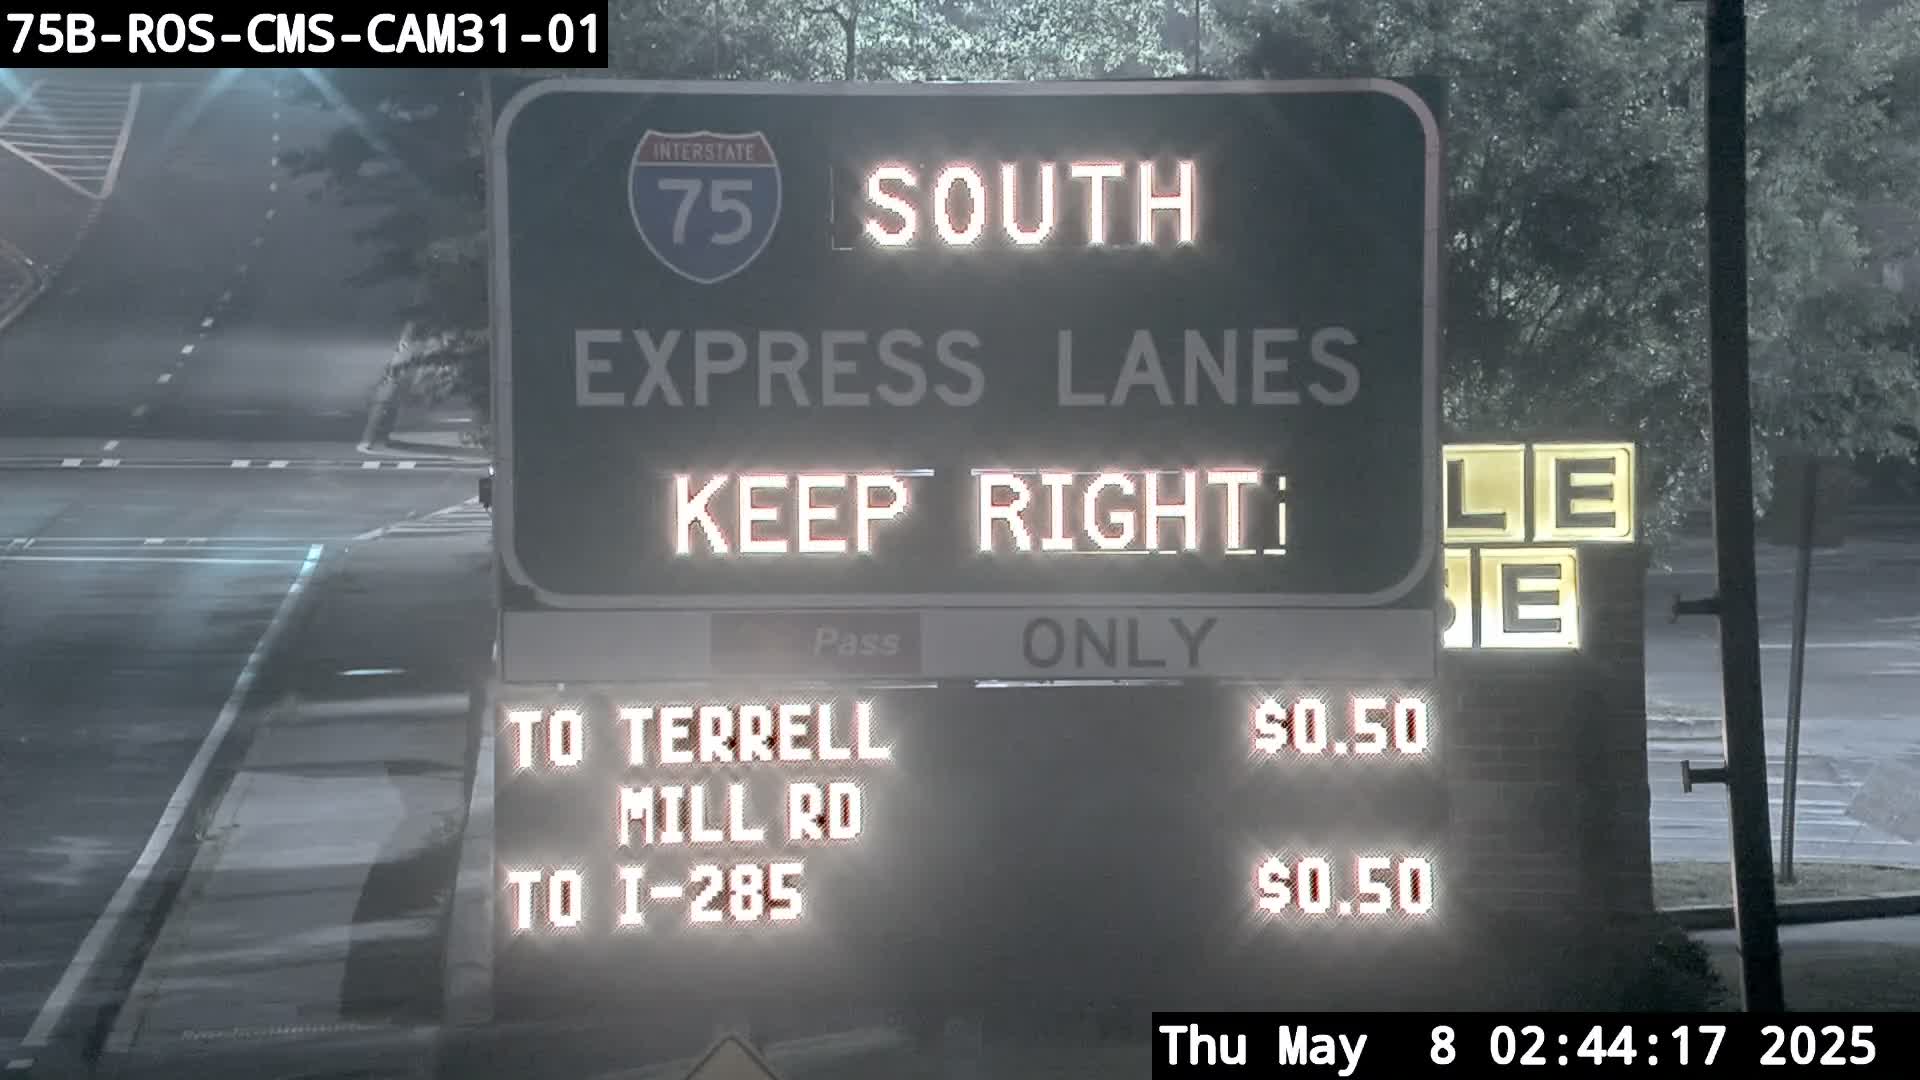 75B-ROS-CMS-CAM31-01
INTERSTATE
75
SOUTH
EXPRESS LANES
KEEP RIGHT
Pass ONLY
TO TERRELL $0.50
MILL RD
TO I-285 $0.50
LE
E
Thu May 8 02:44:17 2025